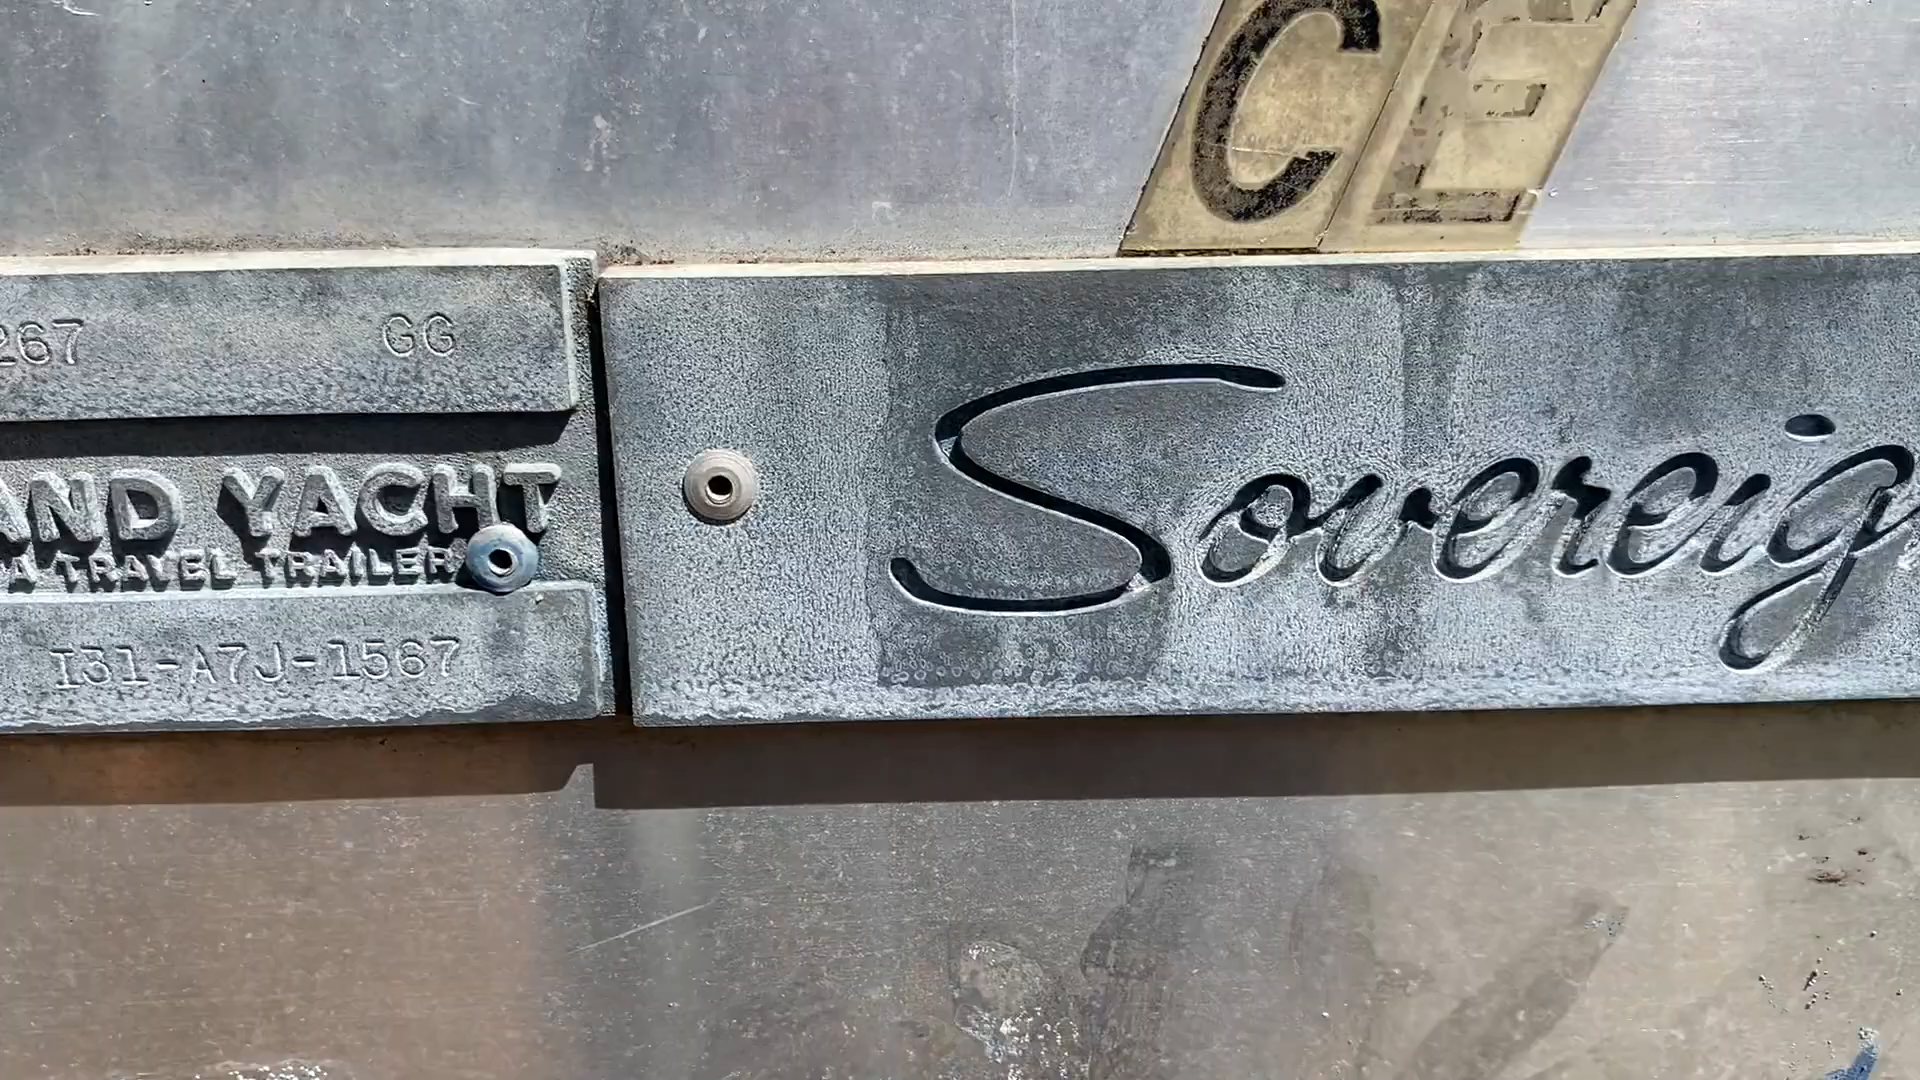 CE
267 GG
AND YACHT
A TRAVEL TRAILER
I31-A7J-1567
Sovereig